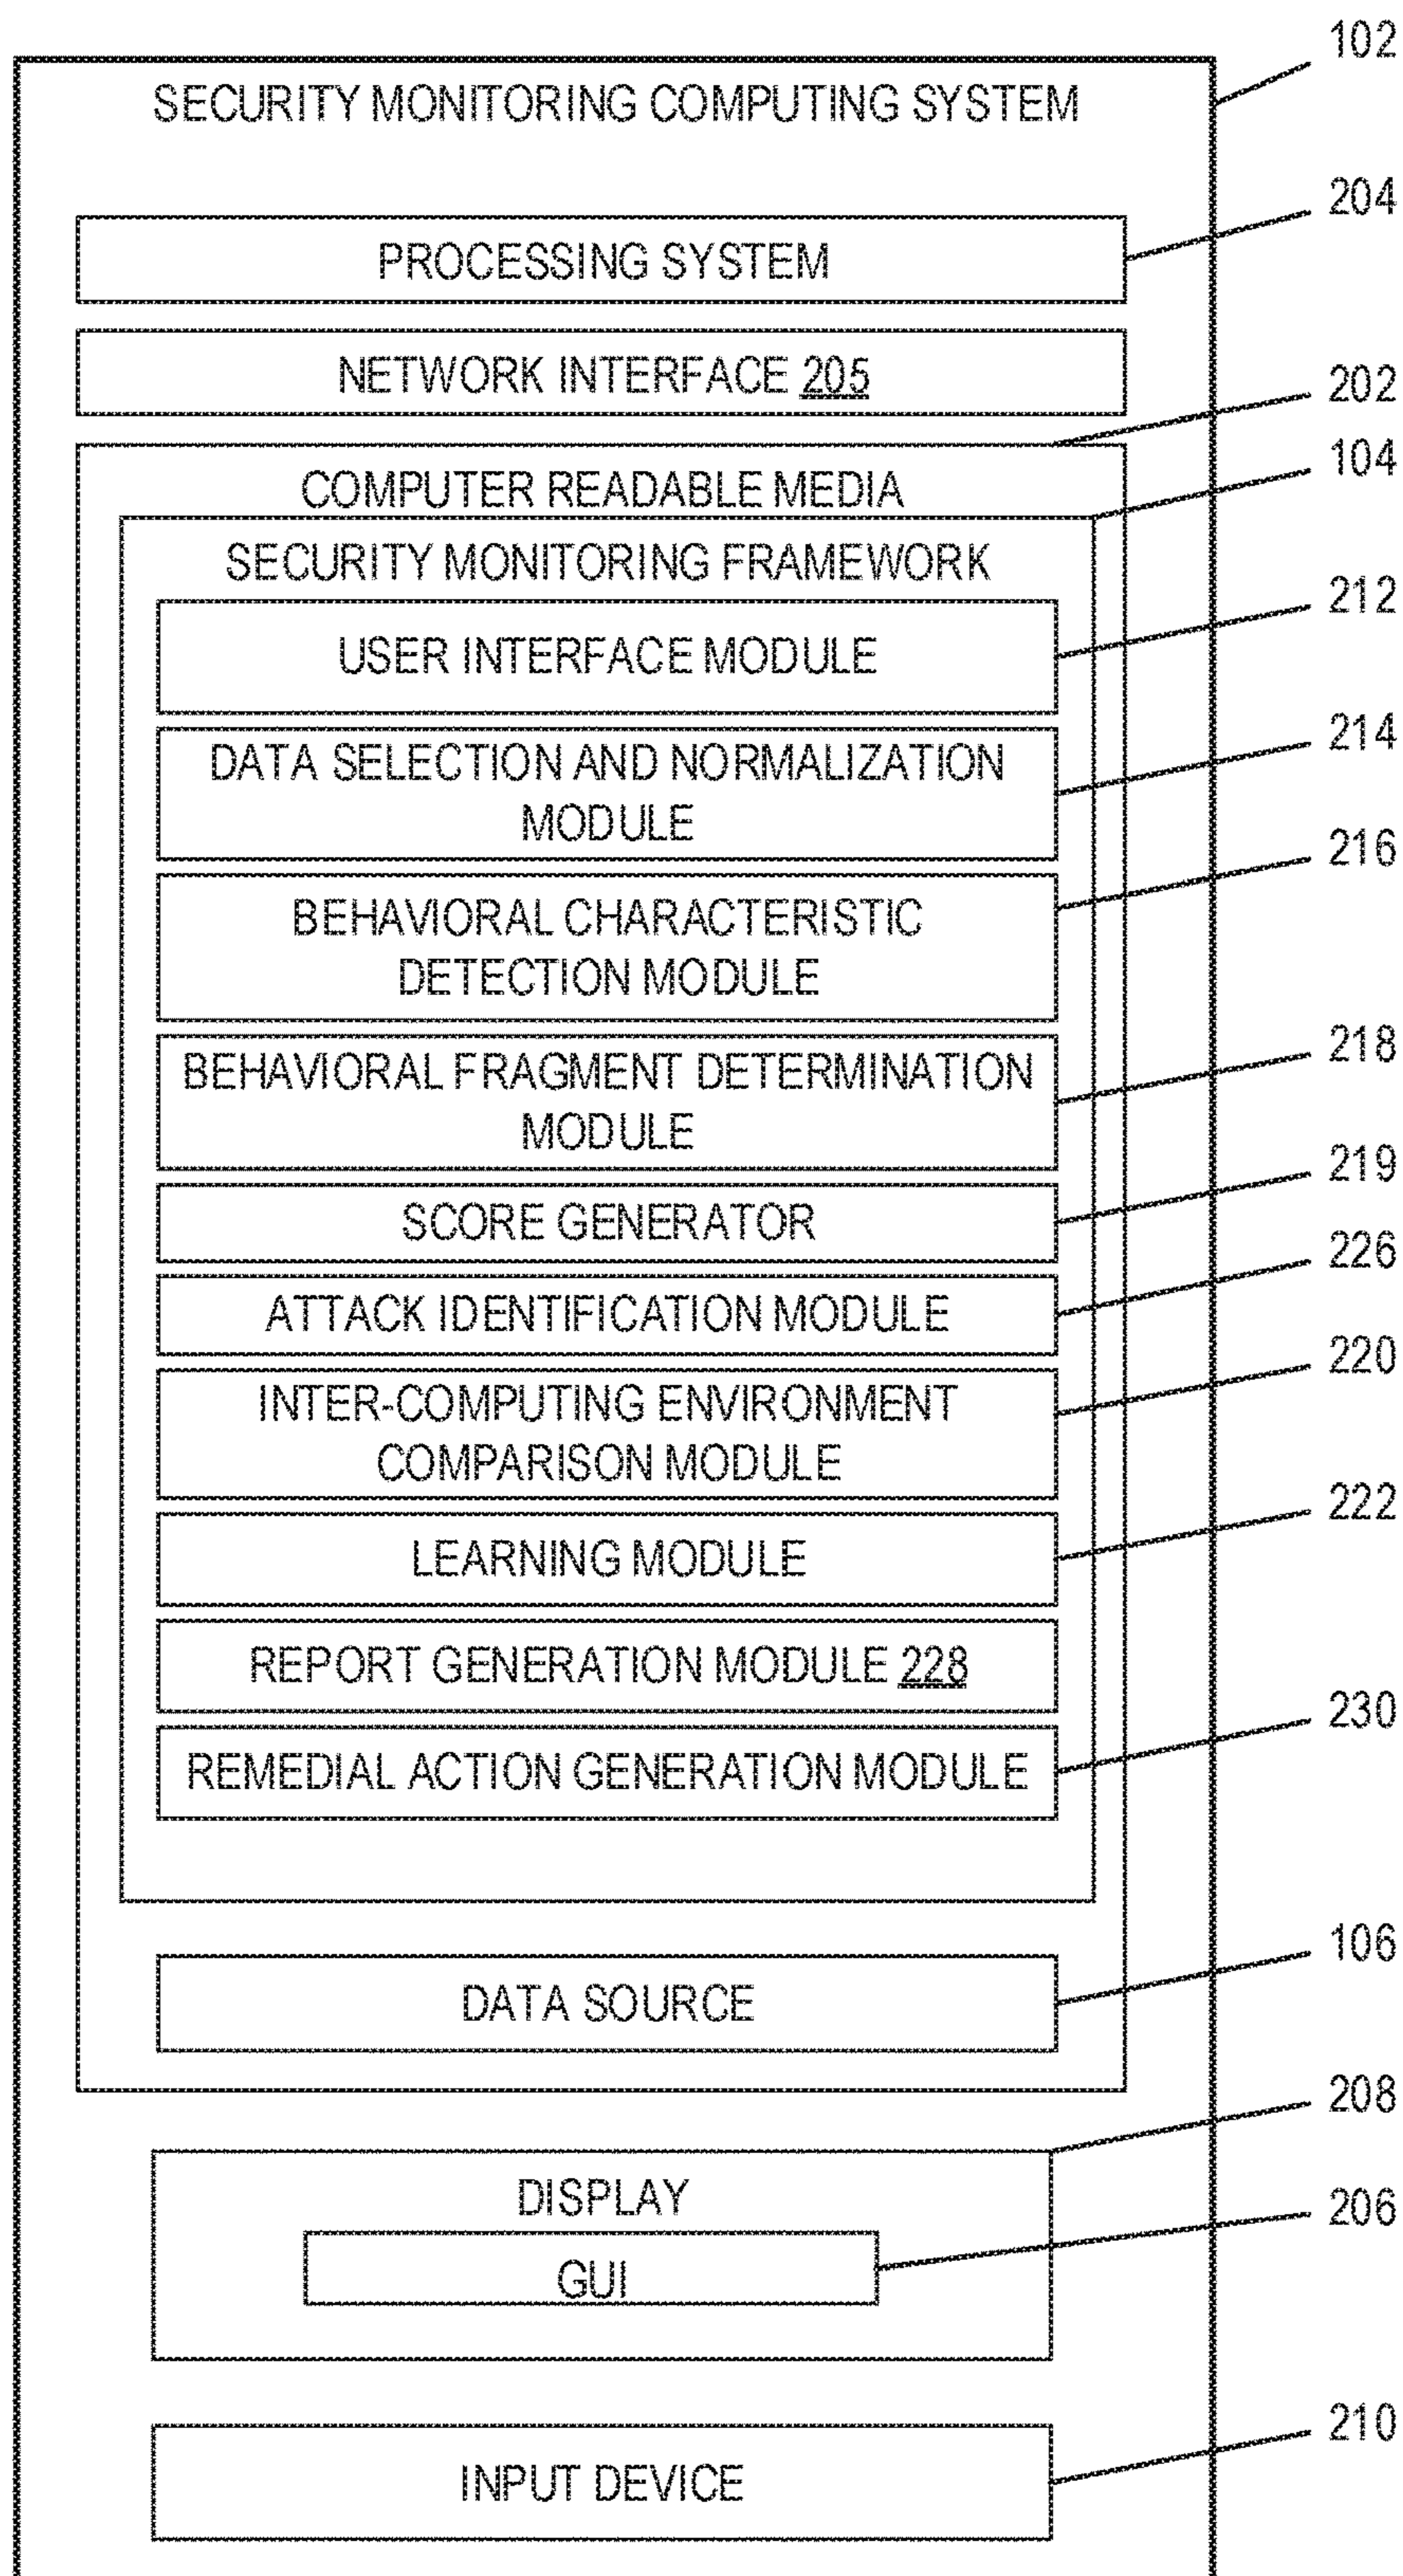 102
SECURITY MONITORING COMPUTING SYSTEM
204
PROCESSING SYSTEM
NETWORK INTERFACE 205
202
COMPUTER READABLE MEDIA
104
SECURITY MONITORING FRAMEWORK
212
USER INTERFACE MODULE
214
DATA SELECTION AND NORMALIZATION
MODULE
216
BEHAVIORAL CHARACTERISTIC
DETECTION MODULE
218
BEHAVIORAL FRAGMENT DETERMINATION
MODULE
219
SCORE GENERATOR
226
ATTACK IDENTIFICATION MODULE
220
INTER-COMPUTING ENVIRONMENT
COMPARISON MODULE
222
LEARNING MODULE
REPORT GENERATION MODULE 228
230
REMEDIAL ACTION GENERATION MODULE
106
DATA SOURCE
208
DISPLAY
206
GUI
210
INPUT DEVICE